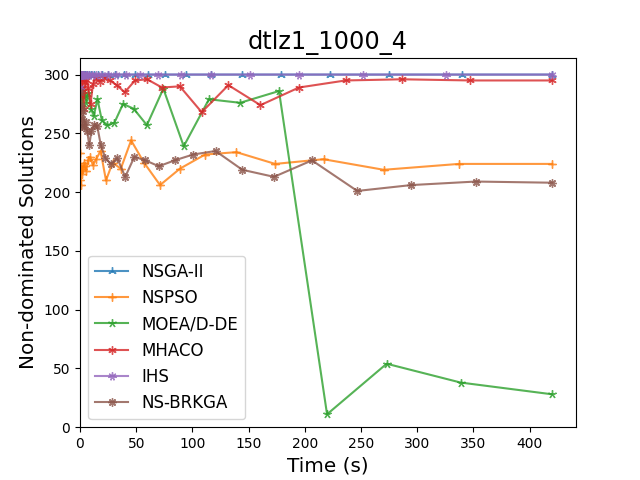 dtlz1_1000_4
300
250
200
150
100
50
0
Non-dominated Solutions
NSGA-II
NSPSO
MOEA/D-DE
MHACO
IHS
NS-BRKGA
0 50 100 150 200 250 300 350 400
Time (s)